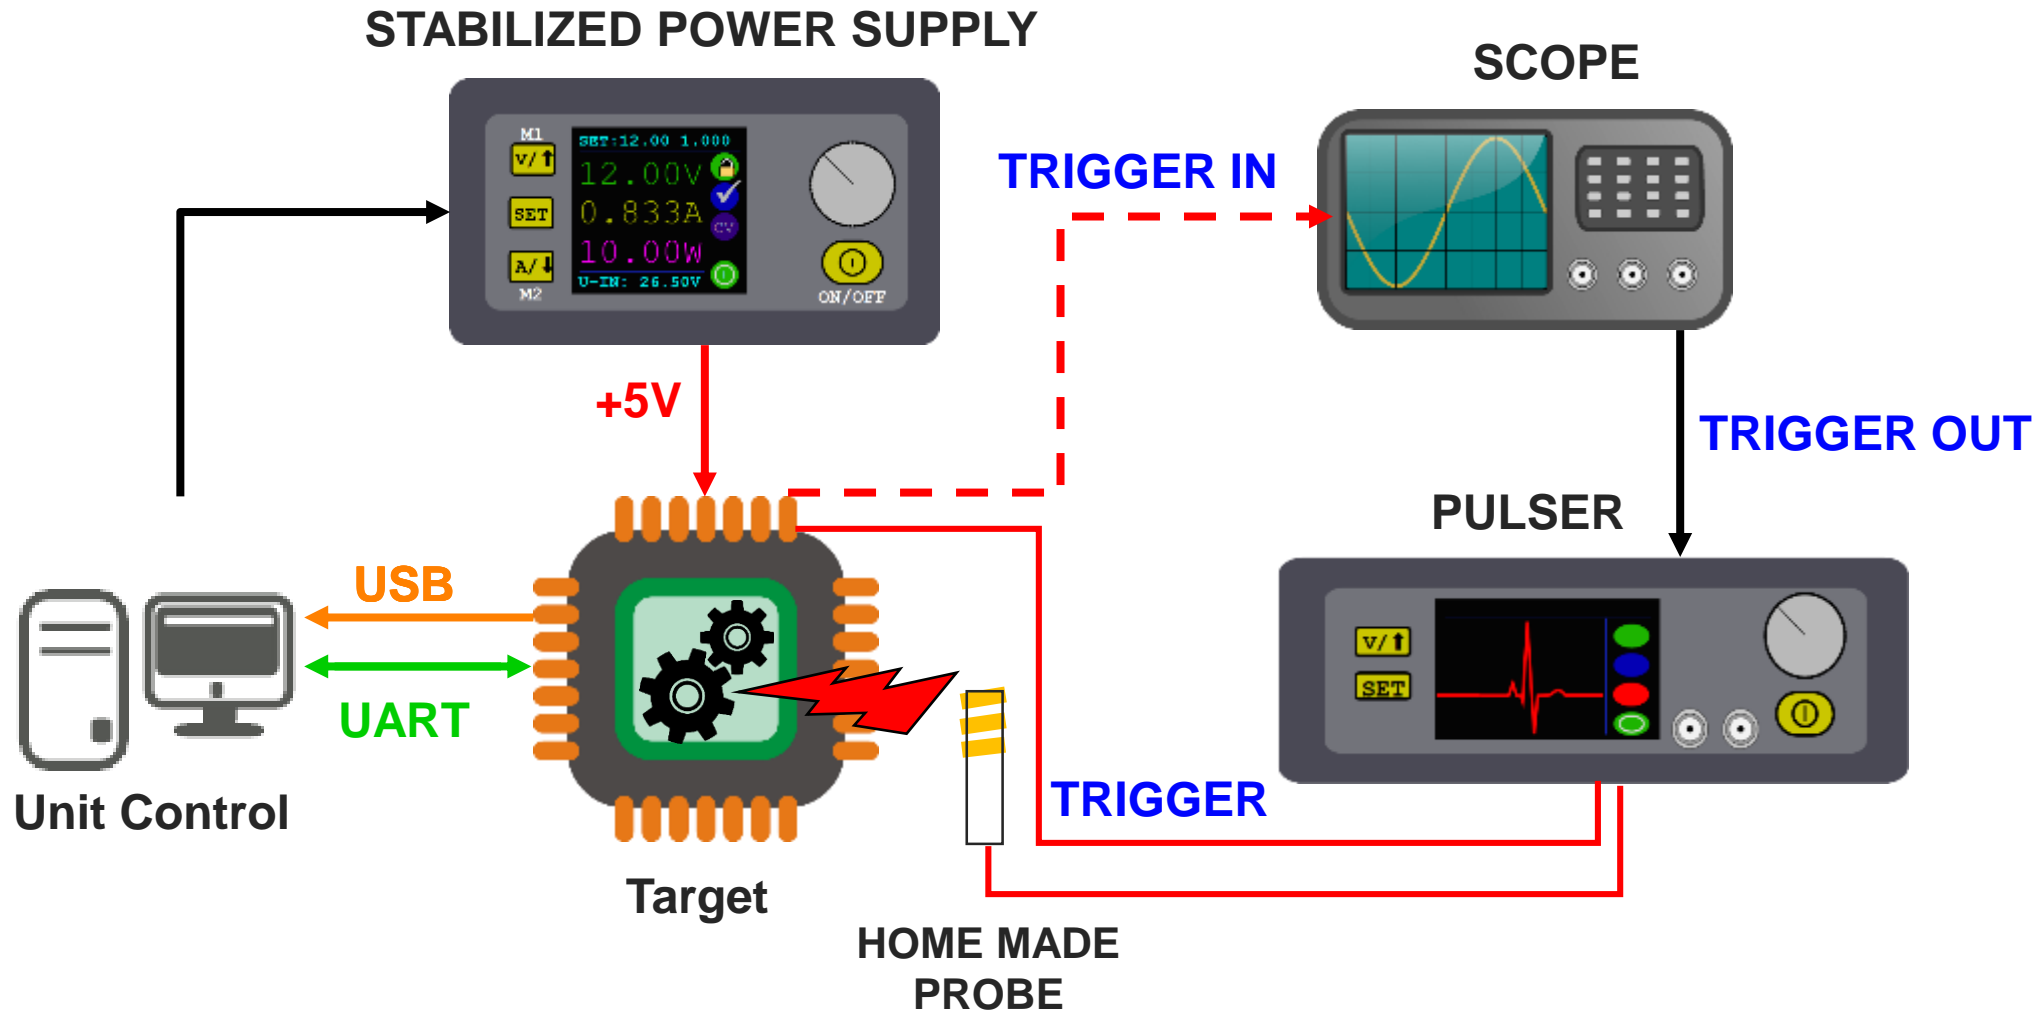 STABILIZED POWER SUPPLY
SCOPE
M1
V/↑
SET
A/↓
M2
SET:12.00 1.000
12.00V
0.833A
CV
10.00W
U-IN: 26.50V
ON/OFF
TRIGGER IN
+5V
TRIGGER OUT
PULSER
V/↑
SET
USB
UART
Unit Control
TRIGGER
Target
HOME MADE
PROBE